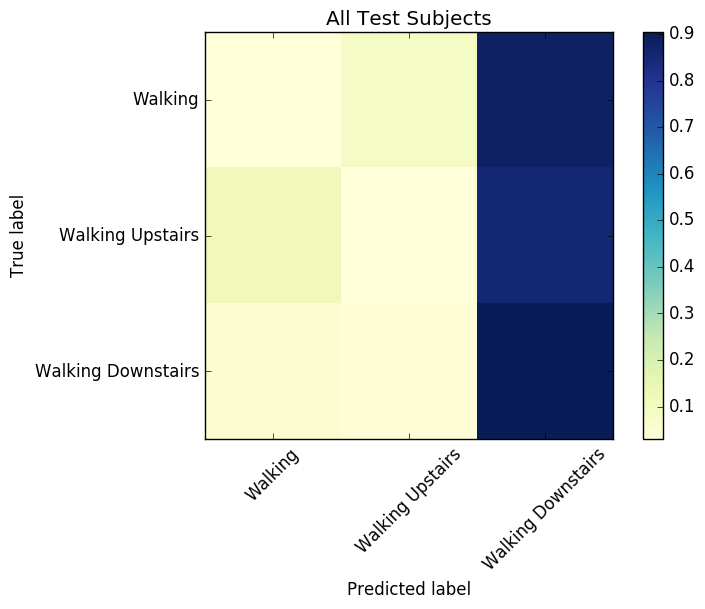 All Test Subjects
True label
Walking
Walking Upstairs
Walking Downstairs
0.9
0.8
0.7
0.6
0.5
0.4
0.3
0.2
0.1
Walking
Walking Upstairs
Walking Downstairs
Predicted label